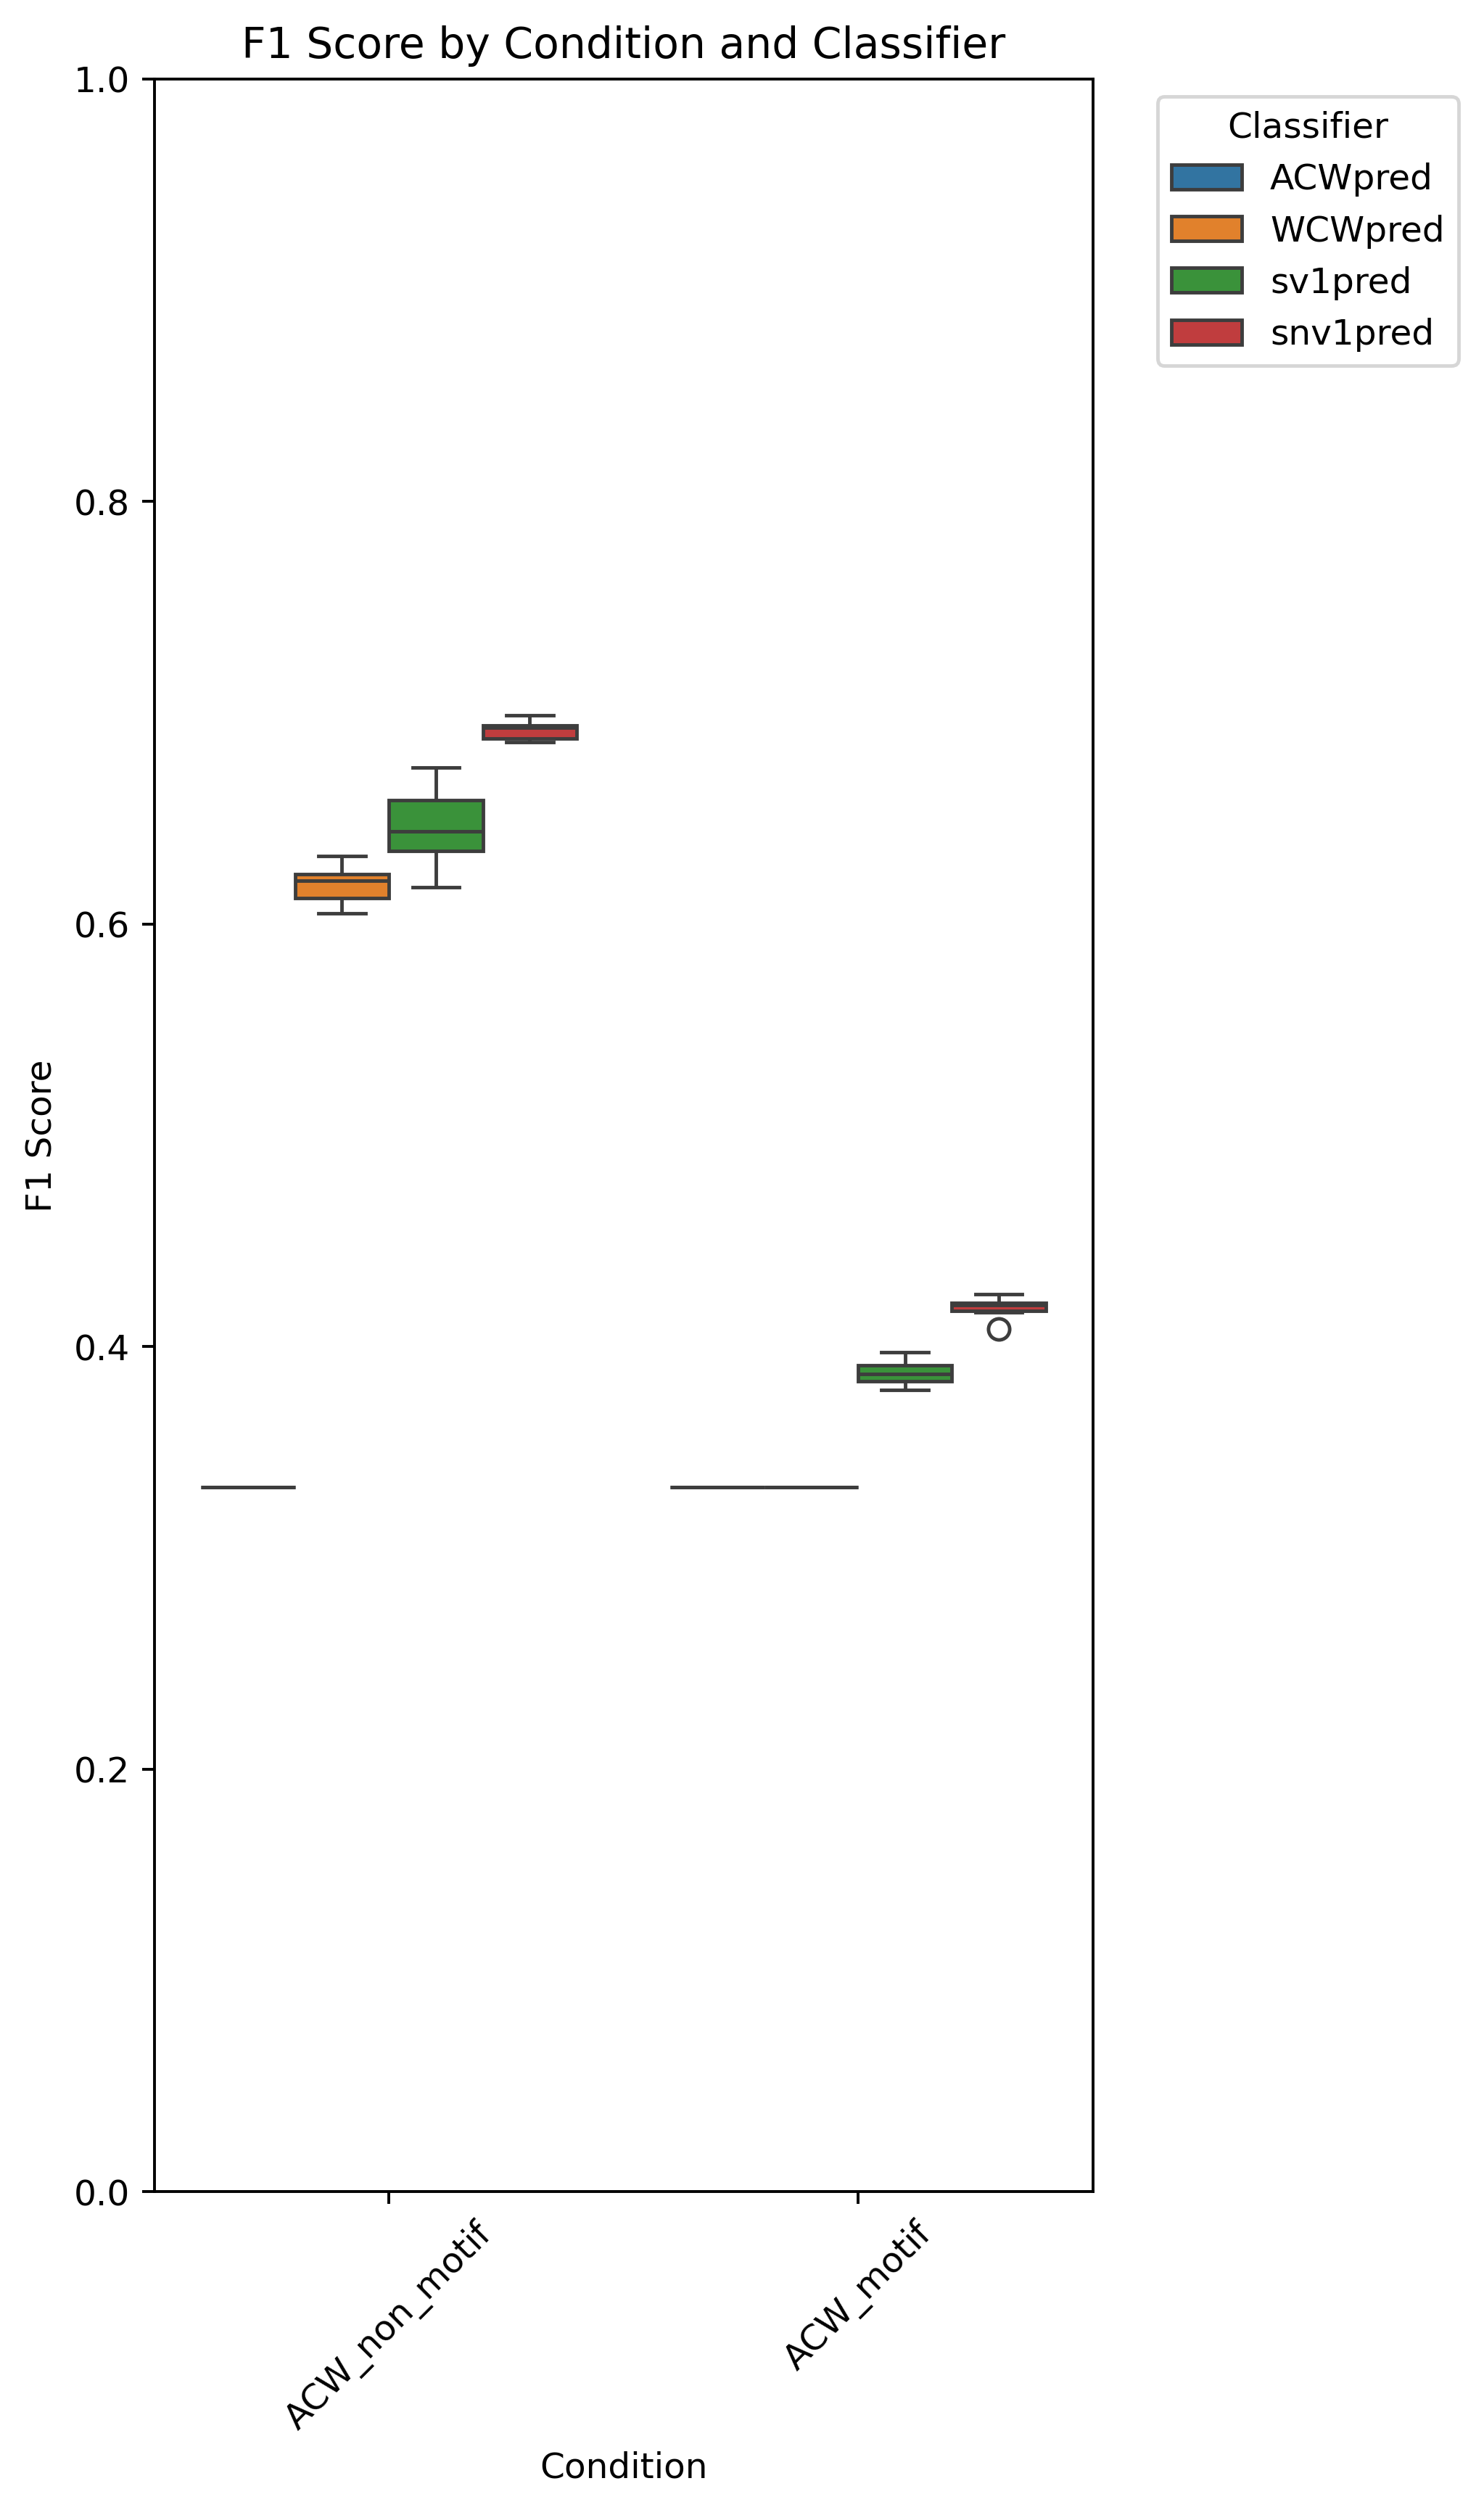 F1 Score by Condition and Classifier
1.0
0.8
0.6
0.4
0.2
0.0
F1 Score
ACW_non_motif
ACW_motif
Condition
Classifier
ACWpred
WCWpred
sv1pred
snv1pred